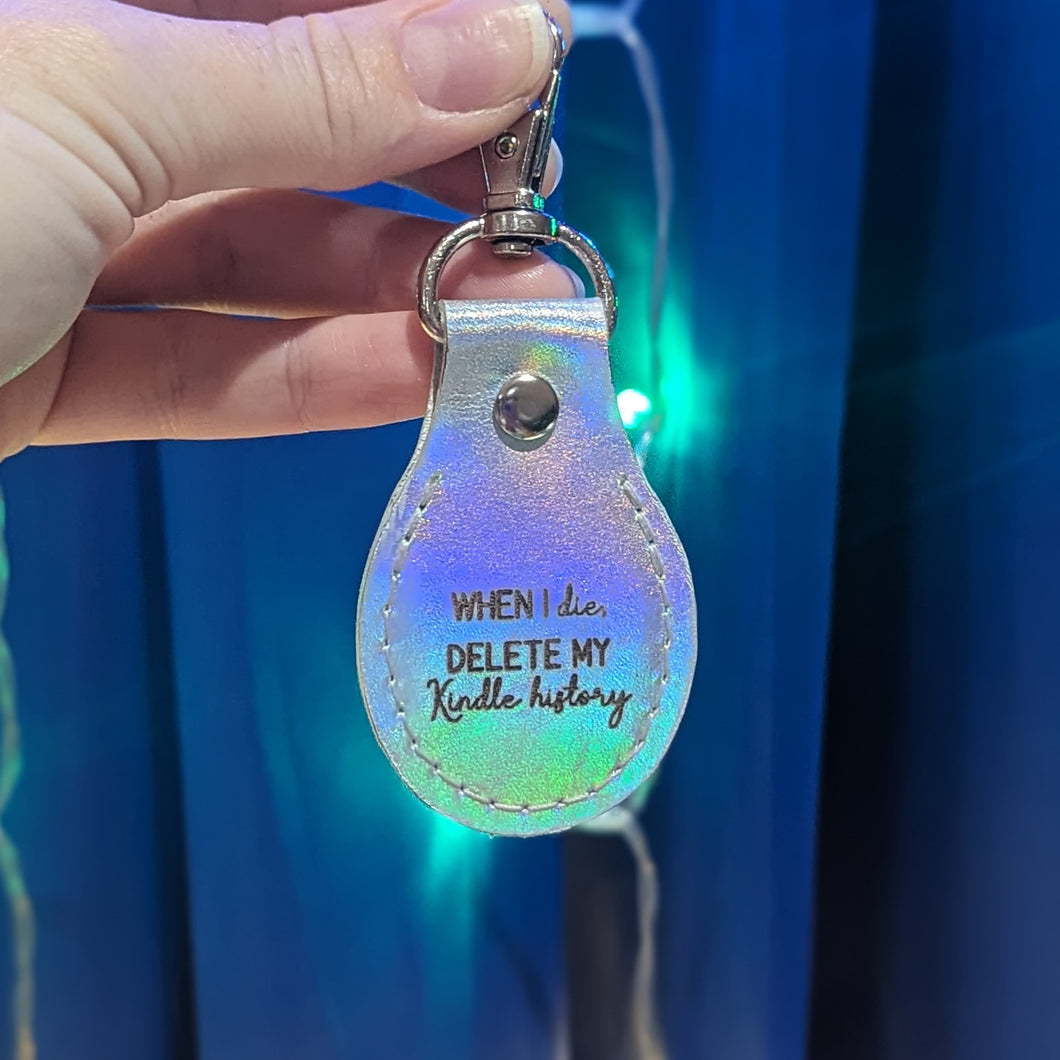 WHEN I die,
DELETE MY
Kindle history